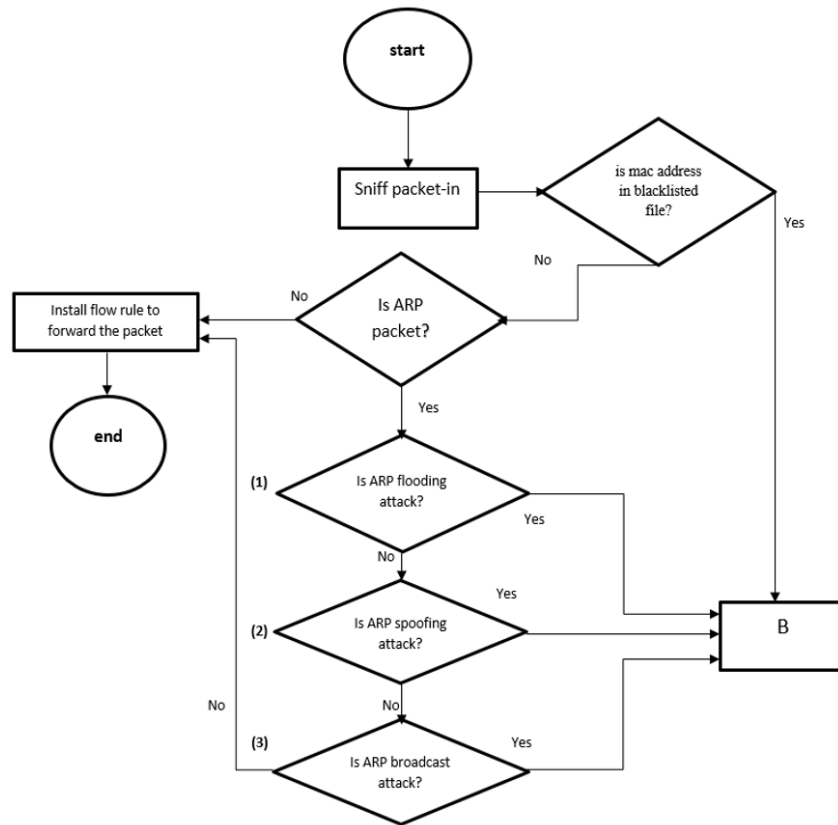 start
Sniff packet-in
is mac address
in blacklisted
file?
Yes
No
Is ARP
packet?
No
Install flow rule to
forward the packet
end
Yes
(1)
Is ARP flooding
attack?
Yes
No
(2)
Is ARP spoofing
attack?
Yes
B
No
No
(3)
Is ARP broadcast
attack?
Yes